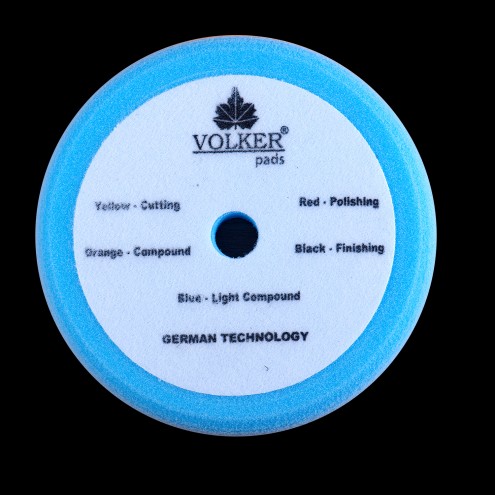 VOLKER®
pads
Yellow - Cutting
Red - Polishing
Orange - Compound
Black - Finishing
Blue - Light Compound
GERMAN TECHNOLOGY